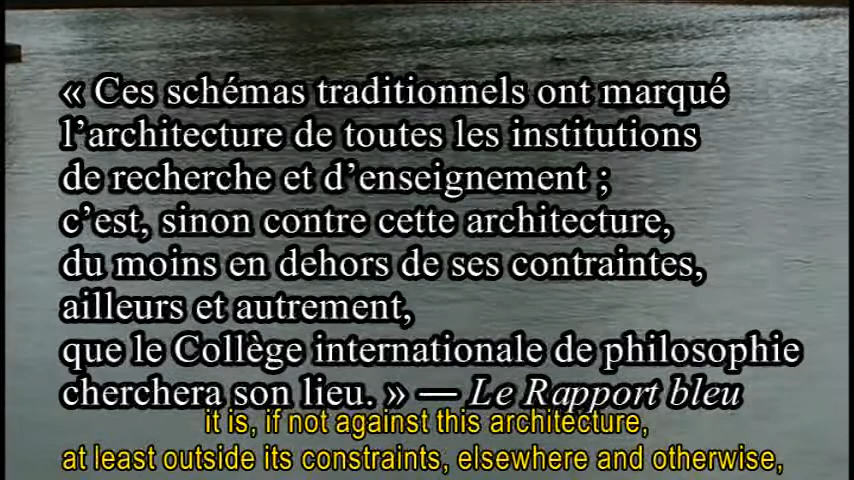 « Ces schémas traditionnels ont marqué
l’architecture de toutes les institutions
de recherche et d’enseignement ;
c’est, sinon contre cette architecture,
du moins en dehors de ses contraintes,
ailleurs et autrement,
que le Collège internationale de philosophie
cherchera son lieu. » — Le Rapport bleu
it is, if not against this architecture,
at least outside its constraints, elsewhere and otherwise,